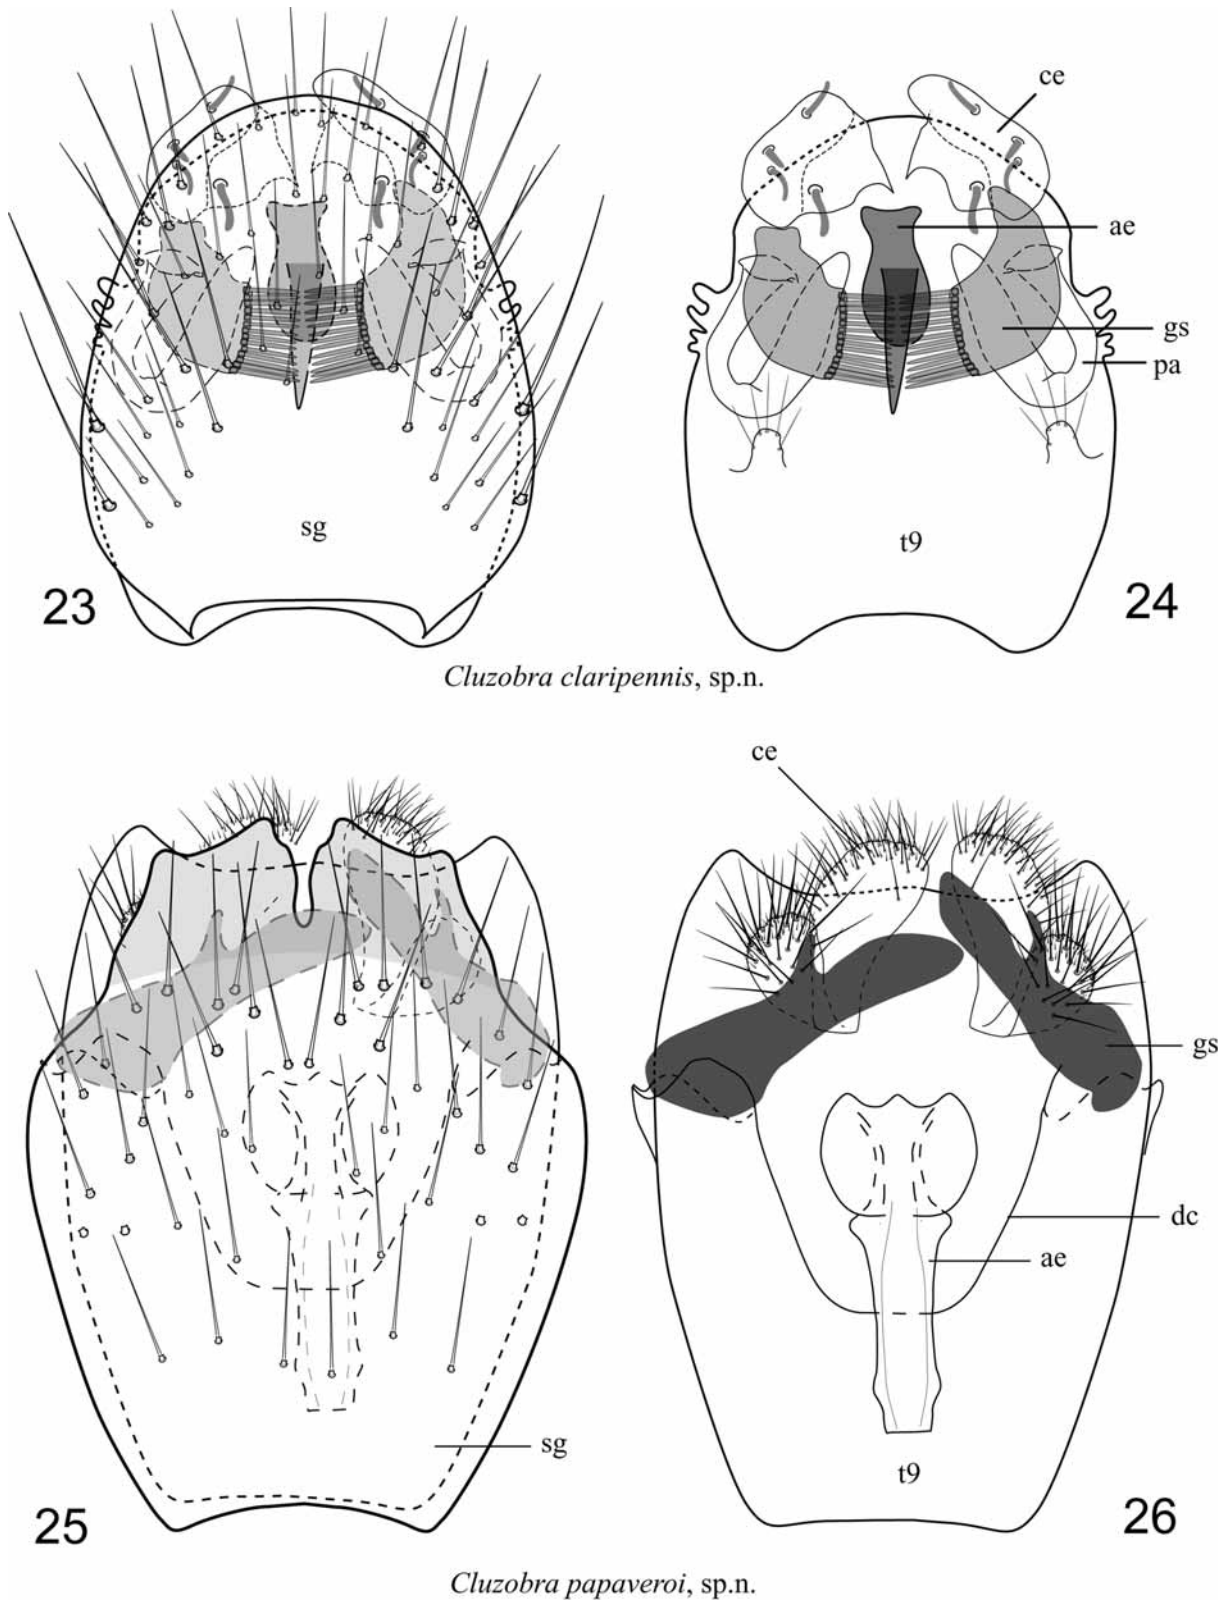 ce
ae
gs
pa
sg
t9
23
24
Cluzobra claripennis, sp.n.
ce
gs
dc
ae
sg
t9
25
26
Cluzobra papaveroi, sp.n.